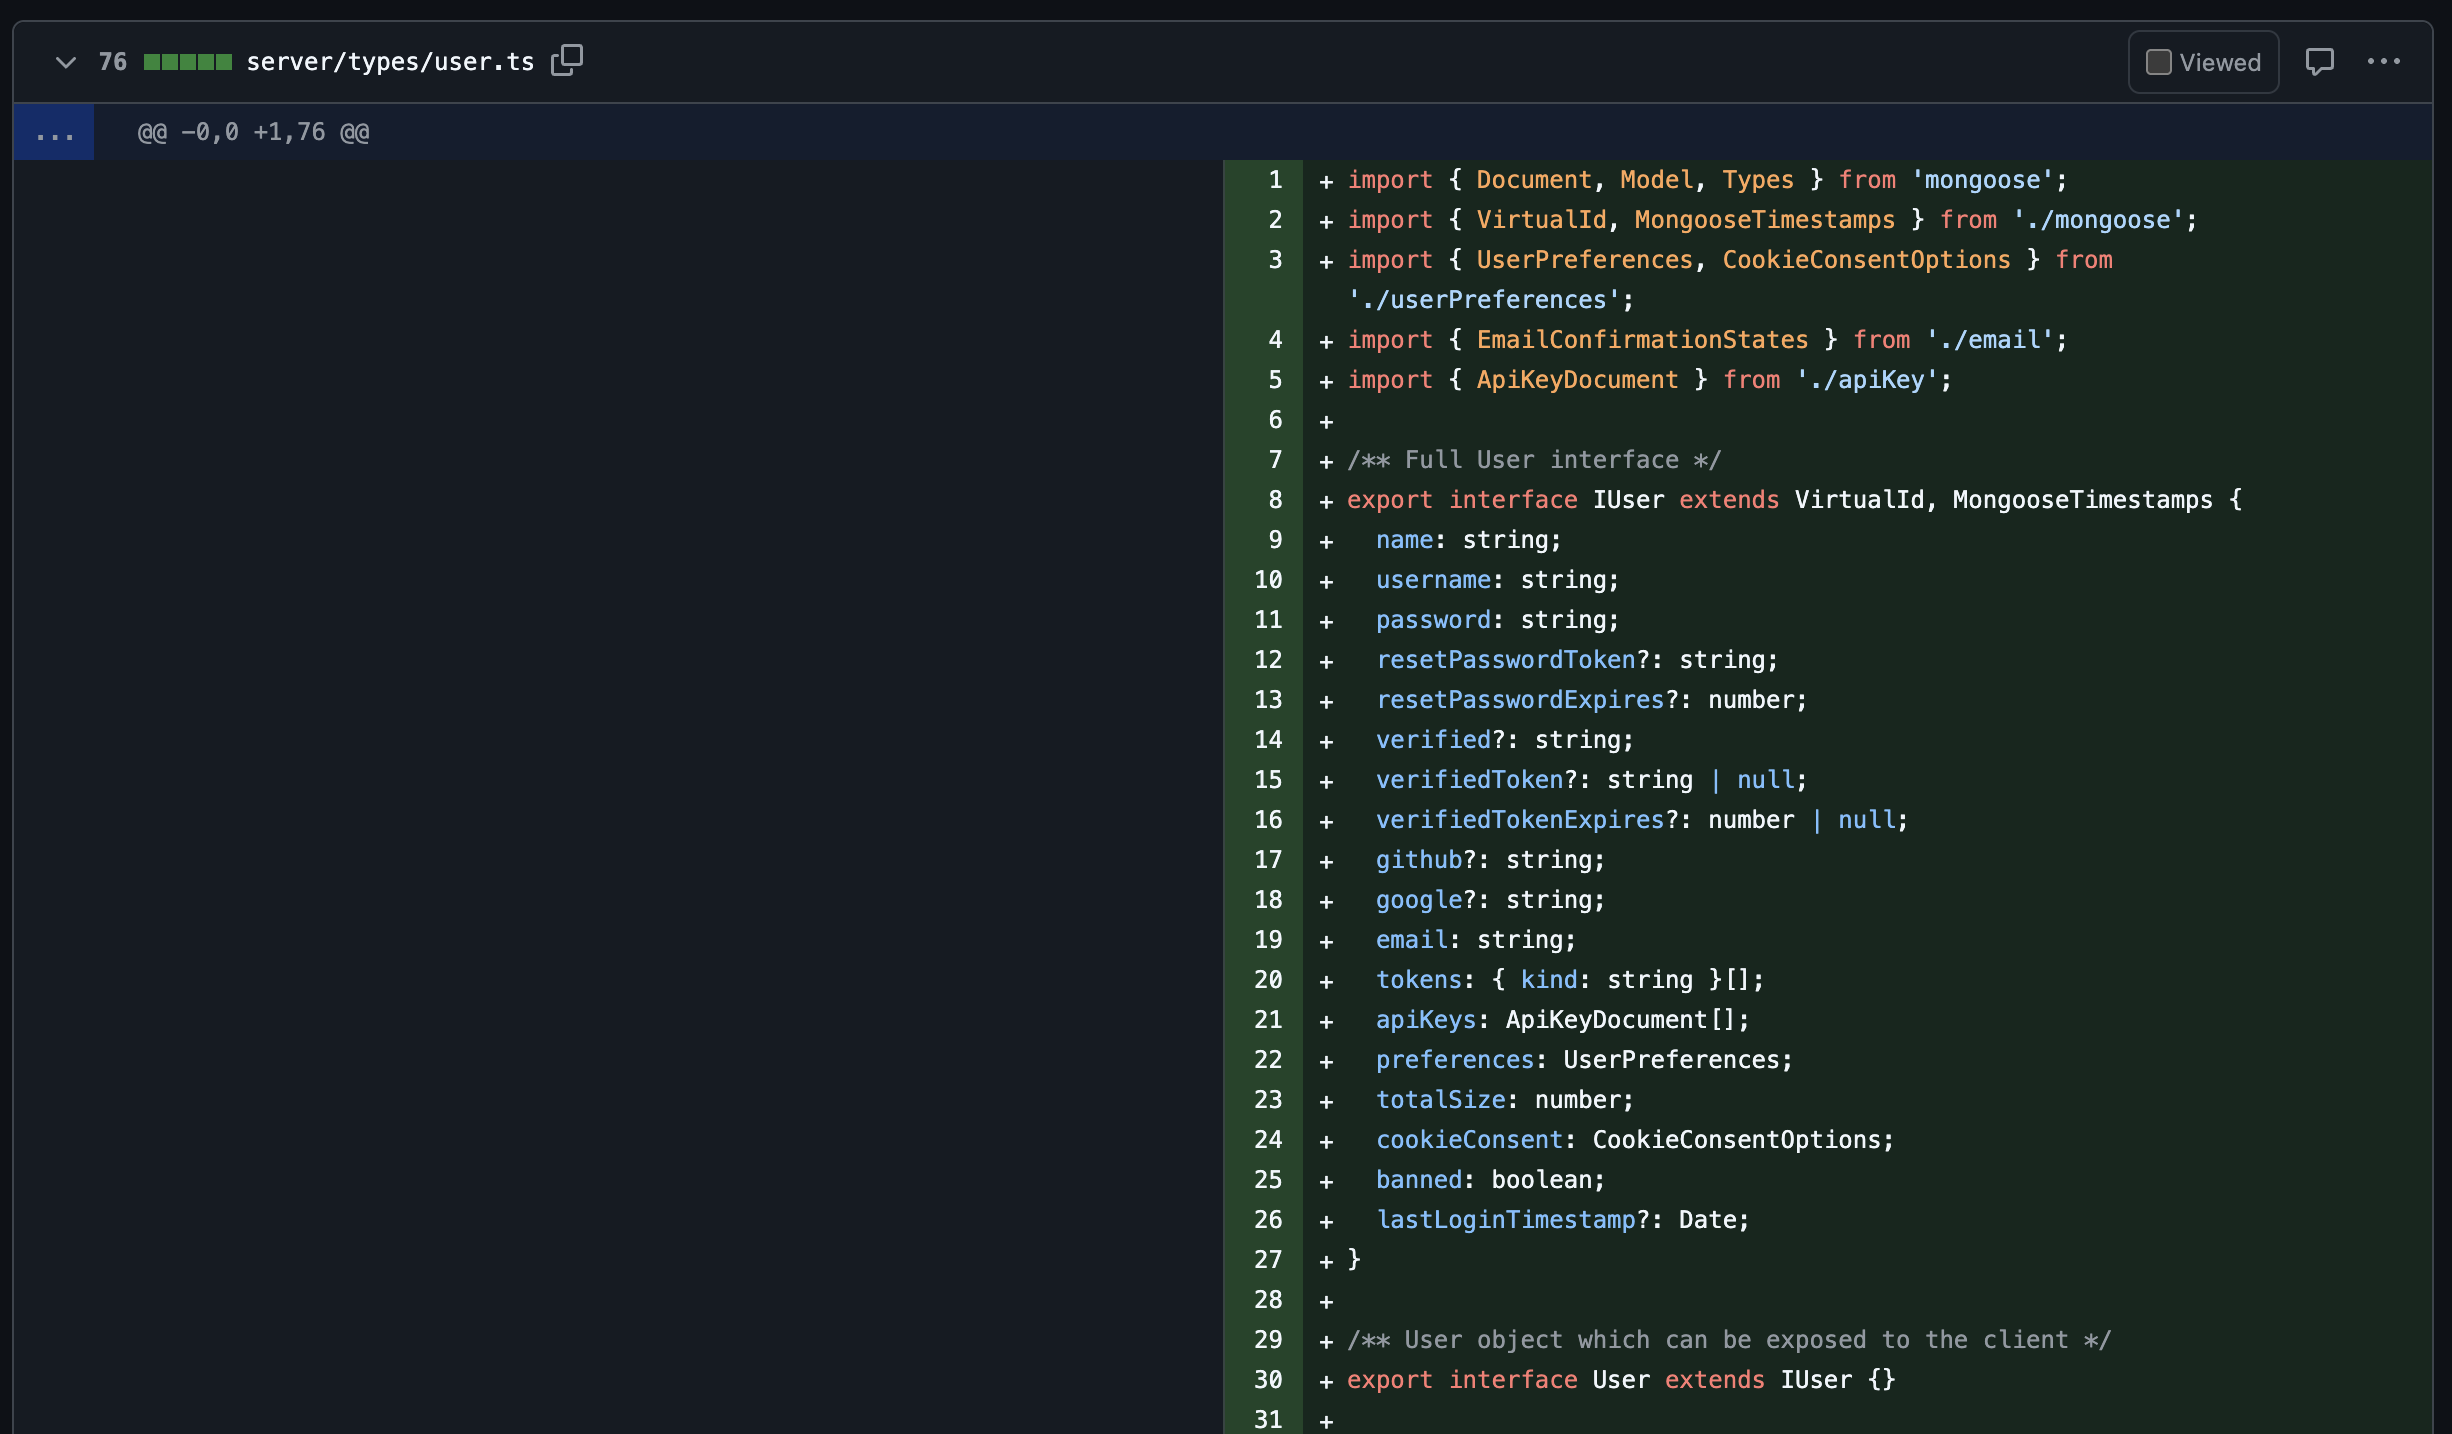 76 server/types/user.ts Viewed
... @@ -0,0 +1,76 @@
1 + import { Document, Model, Types } from 'mongoose';
2 + import { VirtualId, MongooseTimestamps } from './mongoose';
3 + import { UserPreferences, CookieConsentOptions } from
'./userPreferences';
4 + import { EmailConfirmationStates } from './email';
5 + import { ApiKeyDocument } from './apiKey';
6 +
7 + /** Full User interface */
8 + export interface IUser extends VirtualId, MongooseTimestamps {
9 +   name: string;
10 +   username: string;
11 +   password: string;
12 +   resetPasswordToken?: string;
13 +   resetPasswordExpires?: number;
14 +   verified?: string;
15 +   verifiedToken?: string | null;
16 +   verifiedTokenExpires?: number | null;
17 +   github?: string;
18 +   google?: string;
19 +   email: string;
20 +   tokens: { kind: string }[];
21 +   apiKeys: ApiKeyDocument[];
22 +   preferences: UserPreferences;
23 +   totalSize: number;
24 +   cookieConsent: CookieConsentOptions;
25 +   banned: boolean;
26 +   lastLoginTimestamp?: Date;
27 + }
28 +
29 + /** User object which can be exposed to the client */
30 + export interface User extends IUser {}
31 +